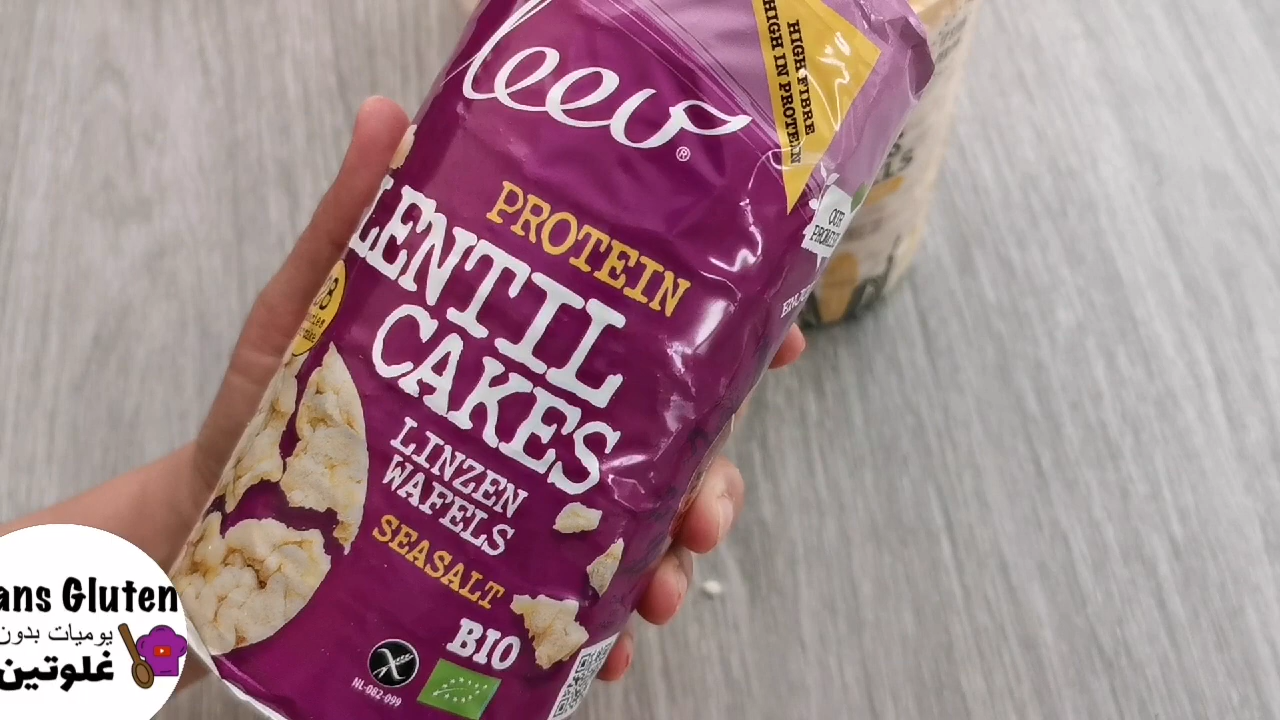 leev®
HIGH FIBRE
HIGH IN PROTEIN
PROTEIN
LENTIL
CAKES
LINZEN
WAFELS
SEASALT
BIO
NL-082-099
OUR
ans Gluten
يوميات بدون
غلوتين